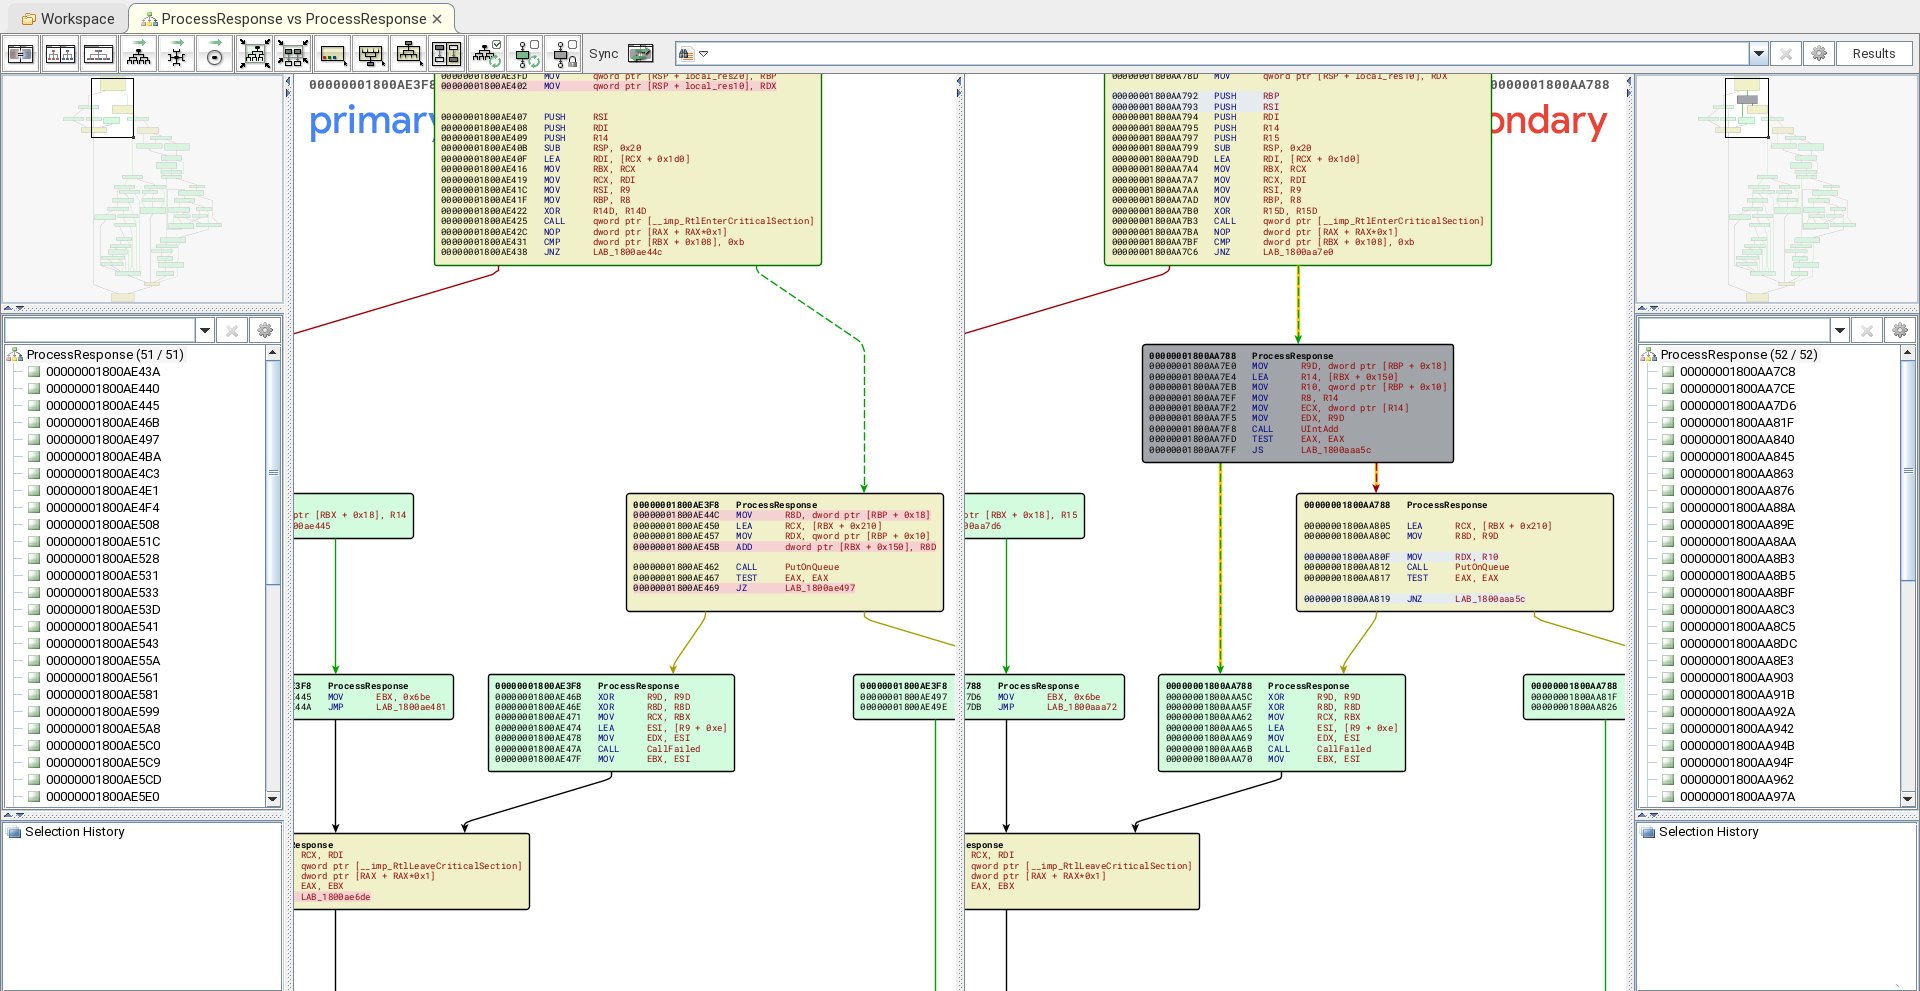 Workspace
ProcessResponse vs ProcessResponse
Sync
Results
00000001800AE3F8
primary
00000001800AE3FD MOV qword ptr [RSP + local_res20], RBP
00000001800AE402 MOV qword ptr [RSP + local_res10], RDX
00000001800AE407 PUSH RSI
00000001800AE408 PUSH RDI
00000001800AE409 PUSH R14
00000001800AE40B SUB RSP, 0x20
00000001800AE40F LEA RDI, [RCX + 0x1d0]
00000001800AE416 MOV RBX, RCX
00000001800AE419 MOV RCX, RDI
00000001800AE41C MOV RSI, R9
00000001800AE41F MOV RBP, R8
00000001800AE422 XOR R14D, R14D
00000001800AE425 CALL qword ptr [__imp_RtlEnterCriticalSection]
00000001800AE42C NOP dword ptr [RAX + RAX*0x1]
00000001800AE431 CMP dword ptr [RBX + 0x108], 0xb
00000001800AE438 JNZ LAB_1800ae44c
00000001800AA788
ondary
00000001800AA78D MOV qword ptr [RSP + local_res10], RDX
00000001800AA792 PUSH RBP
00000001800AA793 PUSH RSI
00000001800AA794 PUSH RDI
00000001800AA795 PUSH R14
00000001800AA797 PUSH R15
00000001800AA799 SUB RSP, 0x20
00000001800AA79D LEA RDI, [RCX + 0x1d0]
00000001800AA7A4 MOV RBX, RCX
00000001800AA7A7 MOV RCX, RDI
00000001800AA7AA MOV RSI, R9
00000001800AA7AD MOV RBP, R8
00000001800AA7B0 XOR R15D, R15D
00000001800AA7B3 CALL qword ptr [__imp_RtlEnterCriticalSection]
00000001800AA7BA NOP dword ptr [RAX + RAX*0x1]
00000001800AA7BF CMP dword ptr [RBX + 0x108], 0xb
00000001800AA7C6 JNZ LAB_1800aa7e0
ProcessResponse (51 / 51)
00000001800AE43A
00000001800AE440
00000001800AE445
00000001800AE46B
00000001800AE497
00000001800AE4BA
00000001800AE4C3
00000001800AE4E1
00000001800AE4F4
00000001800AE508
00000001800AE51C
00000001800AE528
00000001800AE531
00000001800AE533
00000001800AE53D
00000001800AE541
00000001800AE543
00000001800AE55A
00000001800AE561
00000001800AE581
00000001800AE599
00000001800AE5A8
00000001800AE5C0
00000001800AE5C9
00000001800AE5CD
00000001800AE5E0
Selection History
ptr [RBX + 0x18], R14
00ae445
00000001800AE3F8 ProcessResponse
00000001800AE44C MOV R8D, dword ptr [RBP + 0x18]
00000001800AE450 LEA RCX, [RBX + 0x210]
00000001800AE457 MOV RDX, qword ptr [RBP + 0x10]
00000001800AE45B ADD dword ptr [RBX + 0x150], R8D
00000001800AE462 CALL PutOnQueue
00000001800AE467 TEST EAX, EAX
00000001800AE469 JZ LAB_1800ae497
E3F8 ProcessResponse
E445 MOV EBX, 0x6be
E44A JMP LAB_1800ae481
00000001800AE3F8 ProcessResponse
00000001800AE46B XOR R9D, R9D
00000001800AE46E XOR R8D, R8D
00000001800AE471 MOV RCX, RBX
00000001800AE474 LEA ESI, [R9 + 0xe]
00000001800AE478 MOV EDX, ESI
00000001800AE47A CALL CallFailed
00000001800AE47F MOV EBX, ESI
00000001800AE3F8
00000001800AE497
00000001800AE49E
Response
RCX, RDI
qword ptr [__imp_RtlLeaveCriticalSection]
dword ptr [RAX + RAX*0x1]
EAX, EBX
LAB_1800ae6de
00000001800AA788 ProcessResponse
00000001800AA7E0 MOV R9D, dword ptr [RBP + 0x18]
00000001800AA7E4 LEA R14, [RBX + 0x150]
00000001800AA7EB MOV R10, qword ptr [RBP + 0x10]
00000001800AA7EF MOV R8, R14
00000001800AA7F2 MOV ECX, dword ptr [R14]
00000001800AA7F5 MOV EDX, R9D
00000001800AA7F8 CALL UIntAdd
00000001800AA7FD TEST EAX, EAX
00000001800AA7FF JS LAB_1800aaa5c
tr [RBX + 0x18], R15
0aa7d6
00000001800AA788 ProcessResponse
00000001800AA805 LEA RCX, [RBX + 0x210]
00000001800AA80C MOV R8D, R9D
00000001800AA80F MOV RDX, R10
00000001800AA812 CALL PutOnQueue
00000001800AA817 TEST EAX, EAX
00000001800AA819 JNZ LAB_1800aaa5c
788 ProcessResponse
7D6 MOV EBX, 0x6be
7DB JMP LAB_1800aaa72
00000001800AA788 ProcessResponse
00000001800AAA5C XOR R9D, R9D
00000001800AAA5F XOR R8D, R8D
00000001800AAA62 MOV RCX, RBX
00000001800AAA65 LEA ESI, [R9 + 0xe]
00000001800AAA69 MOV EDX, ESI
00000001800AAA6B CALL CallFailed
00000001800AAA70 MOV EBX, ESI
00000001800AA788
00000001800AA81F
00000001800AA826
esponse
RCX, RDI
qword ptr [__imp_RtlLeaveCriticalSection]
dword ptr [RAX + RAX*0x1]
EAX, EBX
ProcessResponse (52 / 52)
00000001800AA7C8
00000001800AA7CE
00000001800AA7D6
00000001800AA81F
00000001800AA840
00000001800AA845
00000001800AA863
00000001800AA876
00000001800AA88A
00000001800AA89E
00000001800AA8AA
00000001800AA8B3
00000001800AA8B5
00000001800AA8BF
00000001800AA8C3
00000001800AA8C5
00000001800AA8DC
00000001800AA8E3
00000001800AA903
00000001800AA91B
00000001800AA92A
00000001800AA942
00000001800AA94B
00000001800AA94F
00000001800AA962
00000001800AA97A
Selection History